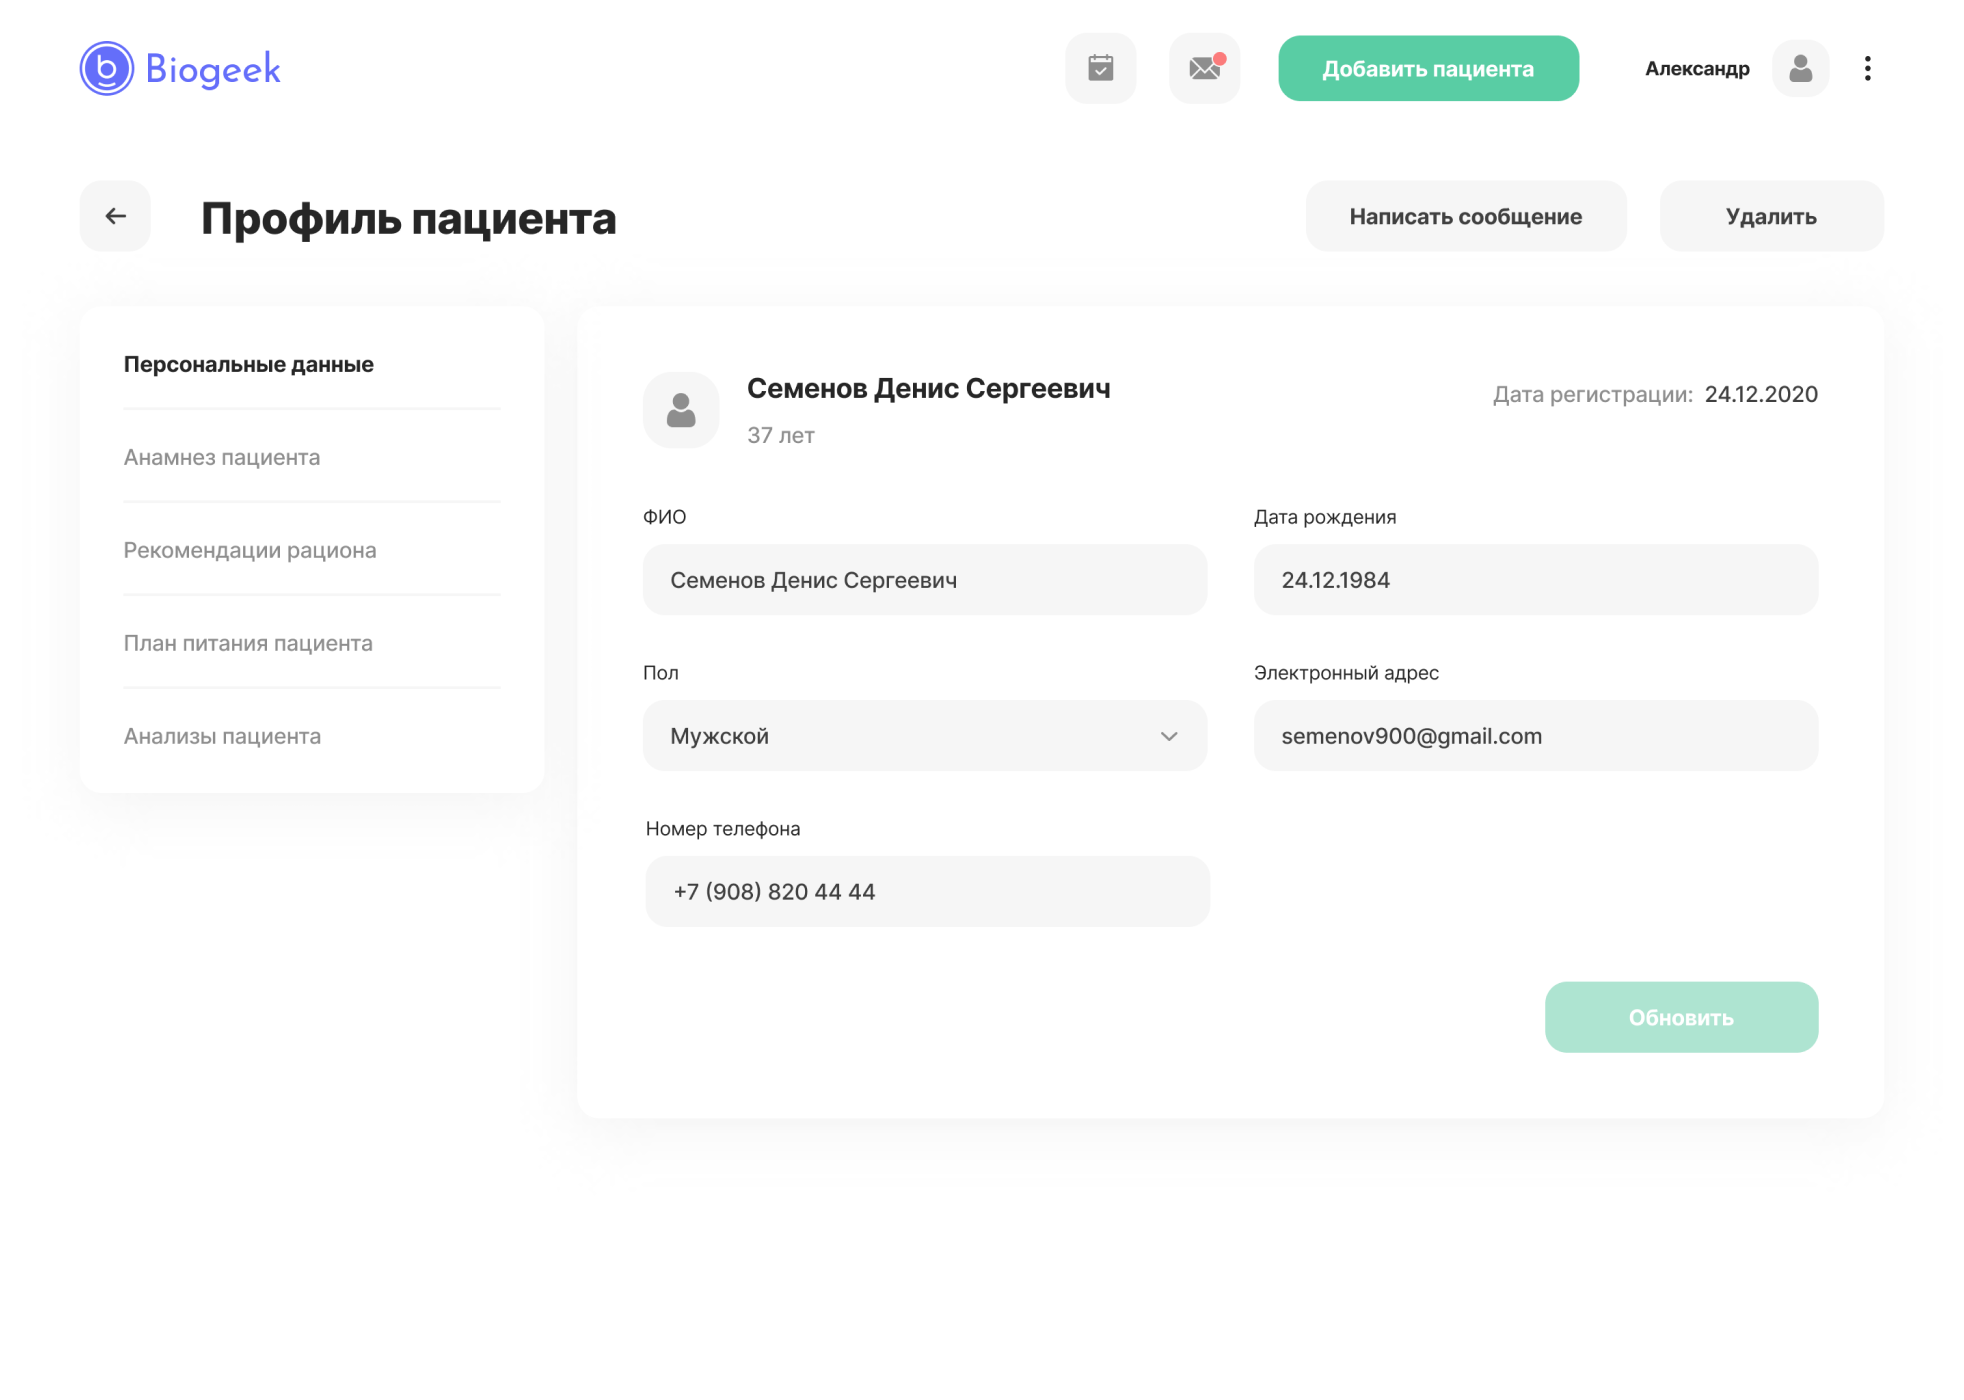 Biogeek
Добавить пациента
Александр
Профиль пациента
Написать сообщение
Удалить
Персональные данные
Анамнез пациента
Рекомендации рациона
План питания пациента
Анализы пациента
Семенов Денис Сергеевич
37 лет
Дата регистрации: 24.12.2020
ФИО
Семенов Денис Сергеевич
Дата рождения
24.12.1984
Пол
Мужской
Электронный адрес
semenov900@gmail.com
Номер телефона
+7 (908) 820 44 44
Обновить